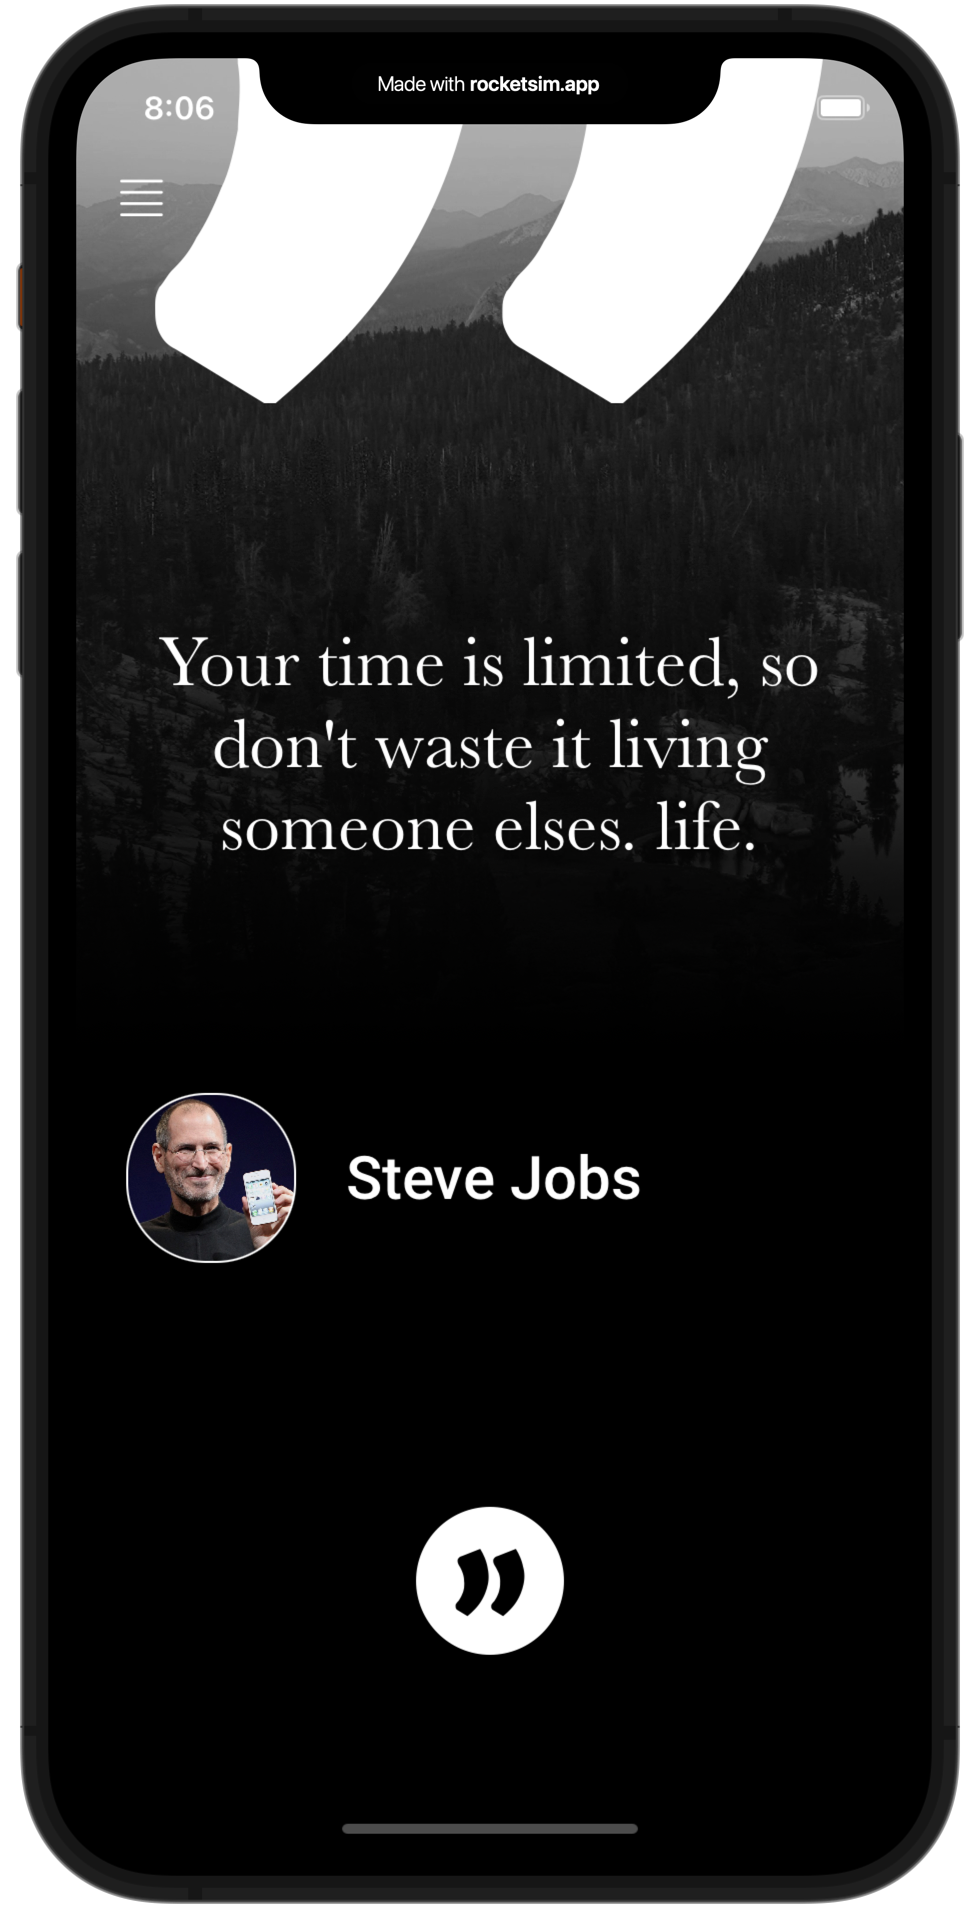 Made with rocketsim.app
8:06
Your time is limited, so
don't waste it living
someone elses. life.
Steve Jobs